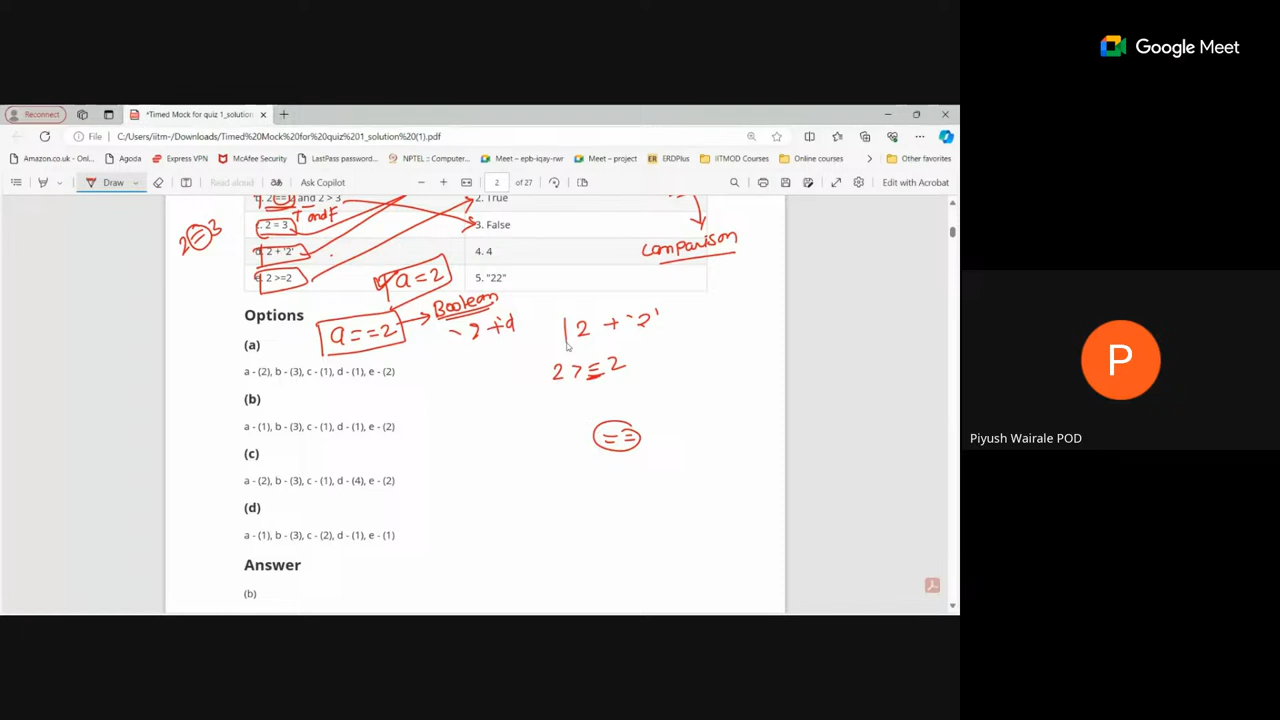 Google Meet
Reconnect
*Timed Mock for quiz 1_solution
File C:/Users/iitm-/Downloads/Timed%20Mock%20for%20quiz%201_solution%20(1).pdf
Amazon.co.uk - Onl... Agoda Express VPN McAfee Security LastPass password... NPTEL :: Computer... Meet – epb-iqay-rwr Meet – project ER ERDPlus IITMOD Courses Online courses Other favorites
Draw Read aloud Ask Copilot 2 of 27 Edit with Acrobat
and 2 > 3 2. True
T and F
2 = 3 3. False
2 = 3
comparison
2 + '2' 4. 4
2 >=2 5. "22"
a = 2
Boolean
Options
a == 2
2 + '2'
(a)
2 >= 2
a - (2), b - (3), c - (1), d - (1), e - (2)
(b)
a - (1), b - (3), c - (1), d - (1), e - (2)
==
(c)
a - (2), b - (3), c - (1), d - (4), e - (2)
(d)
a - (1), b - (3), c - (2), d - (1), e - (1)
Answer
(b)
P
Piyush Wairale POD